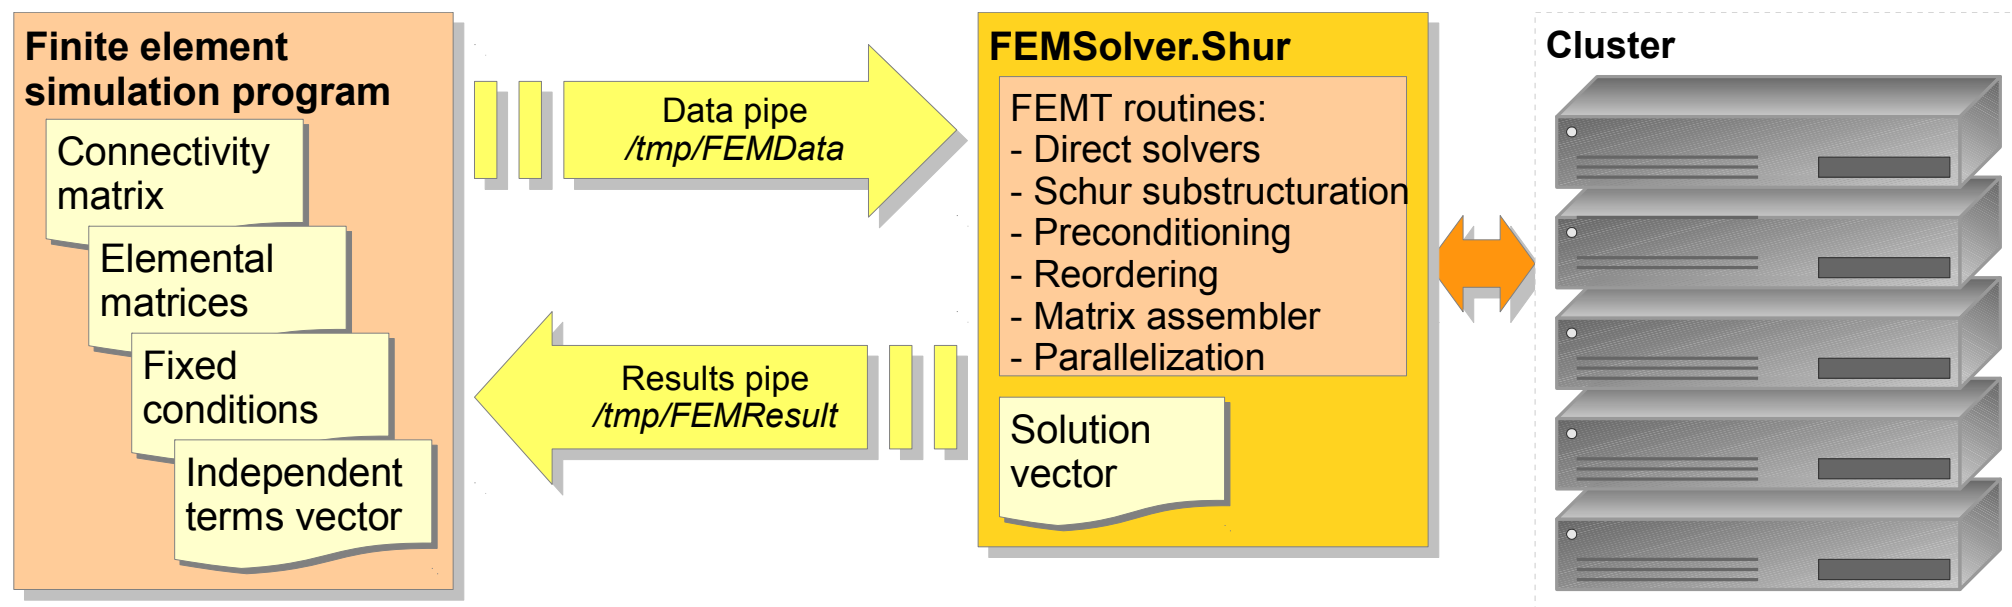 Finite element
simulation program
Connectivity
matrix
Elemental
matrices
Fixed
conditions
Independent
terms vector
Data pipe
/tmp/FEMData
Results pipe
/tmp/FEMResult
FEMSolver.Shur
FEMT routines:
- Direct solvers
- Schur substructuration
- Preconditioning
- Reordering
- Matrix assembler
- Parallelization
Solution
vector
Cluster